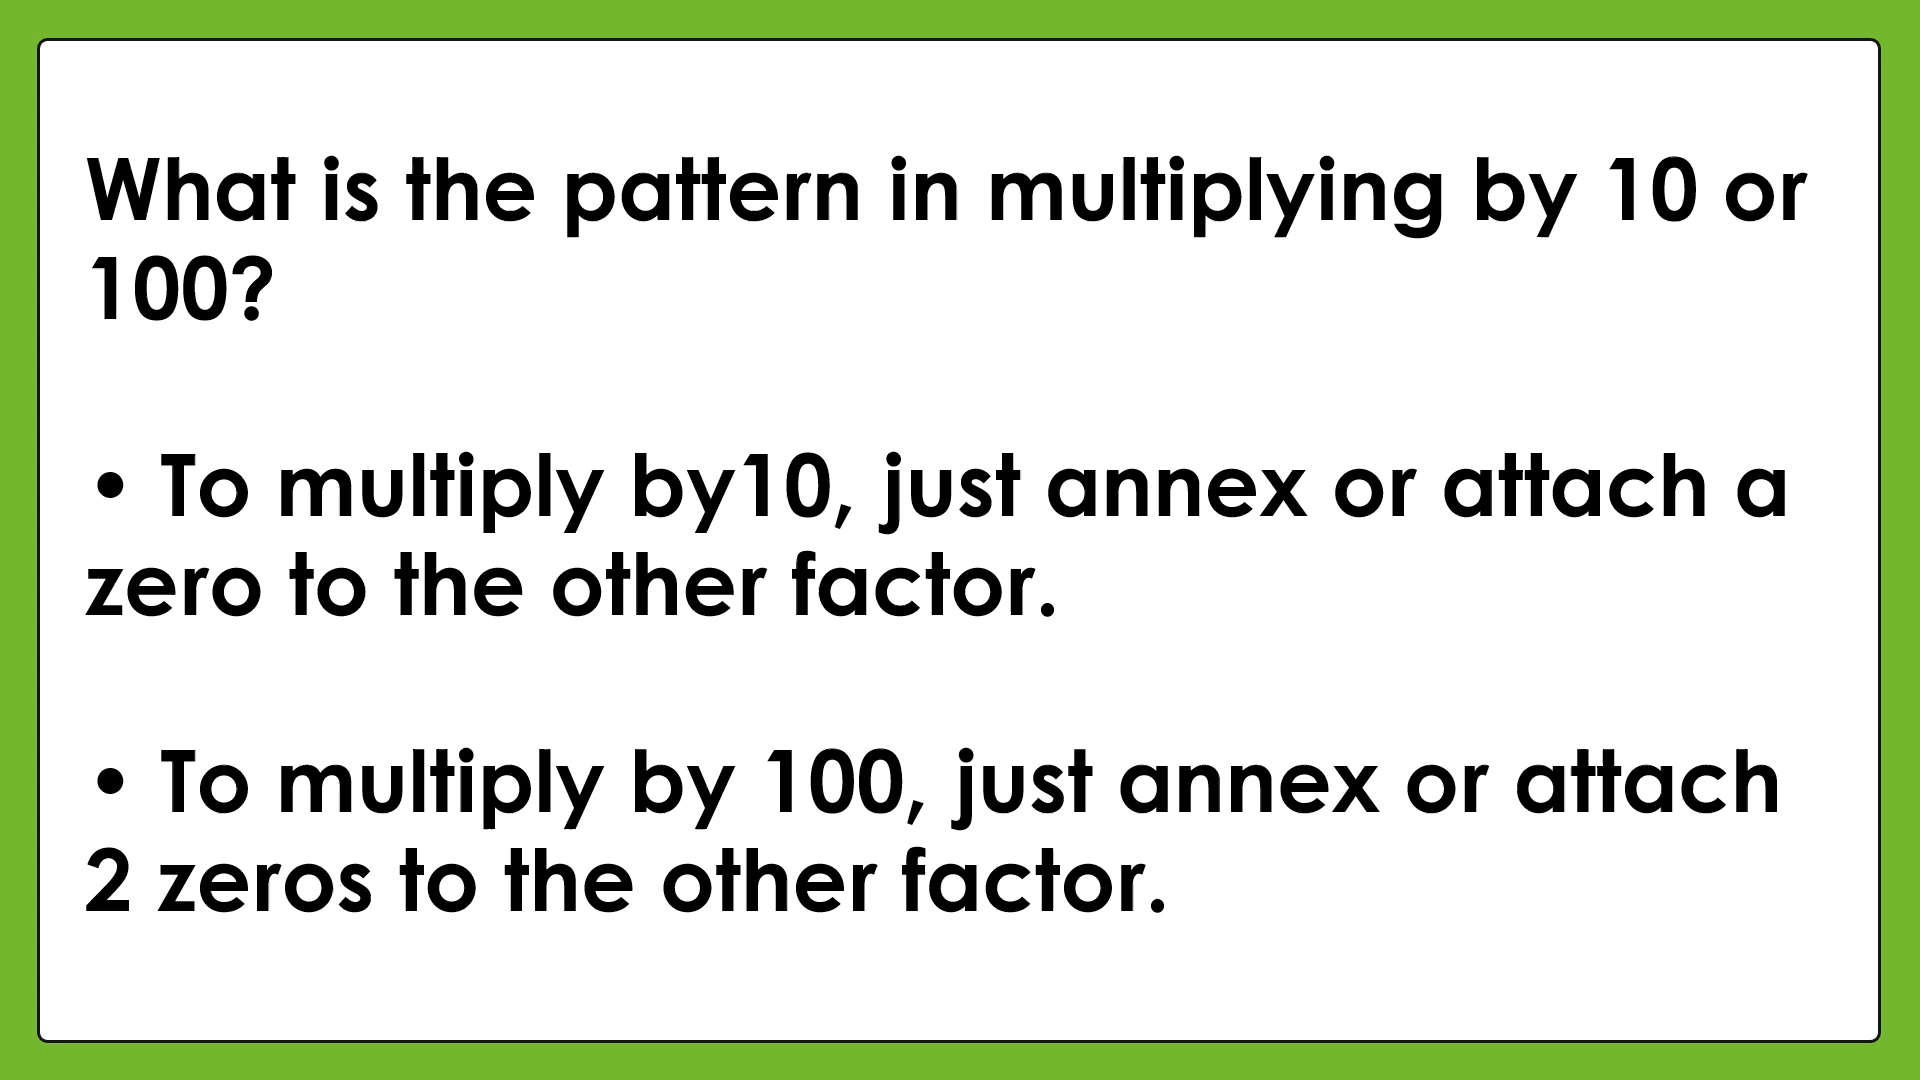 What is the pattern in multiplying by 10 or
100?
• To multiply by10, just annex or attach a
zero to the other factor.
• To multiply by 100, just annex or attach
2 zeros to the other factor.